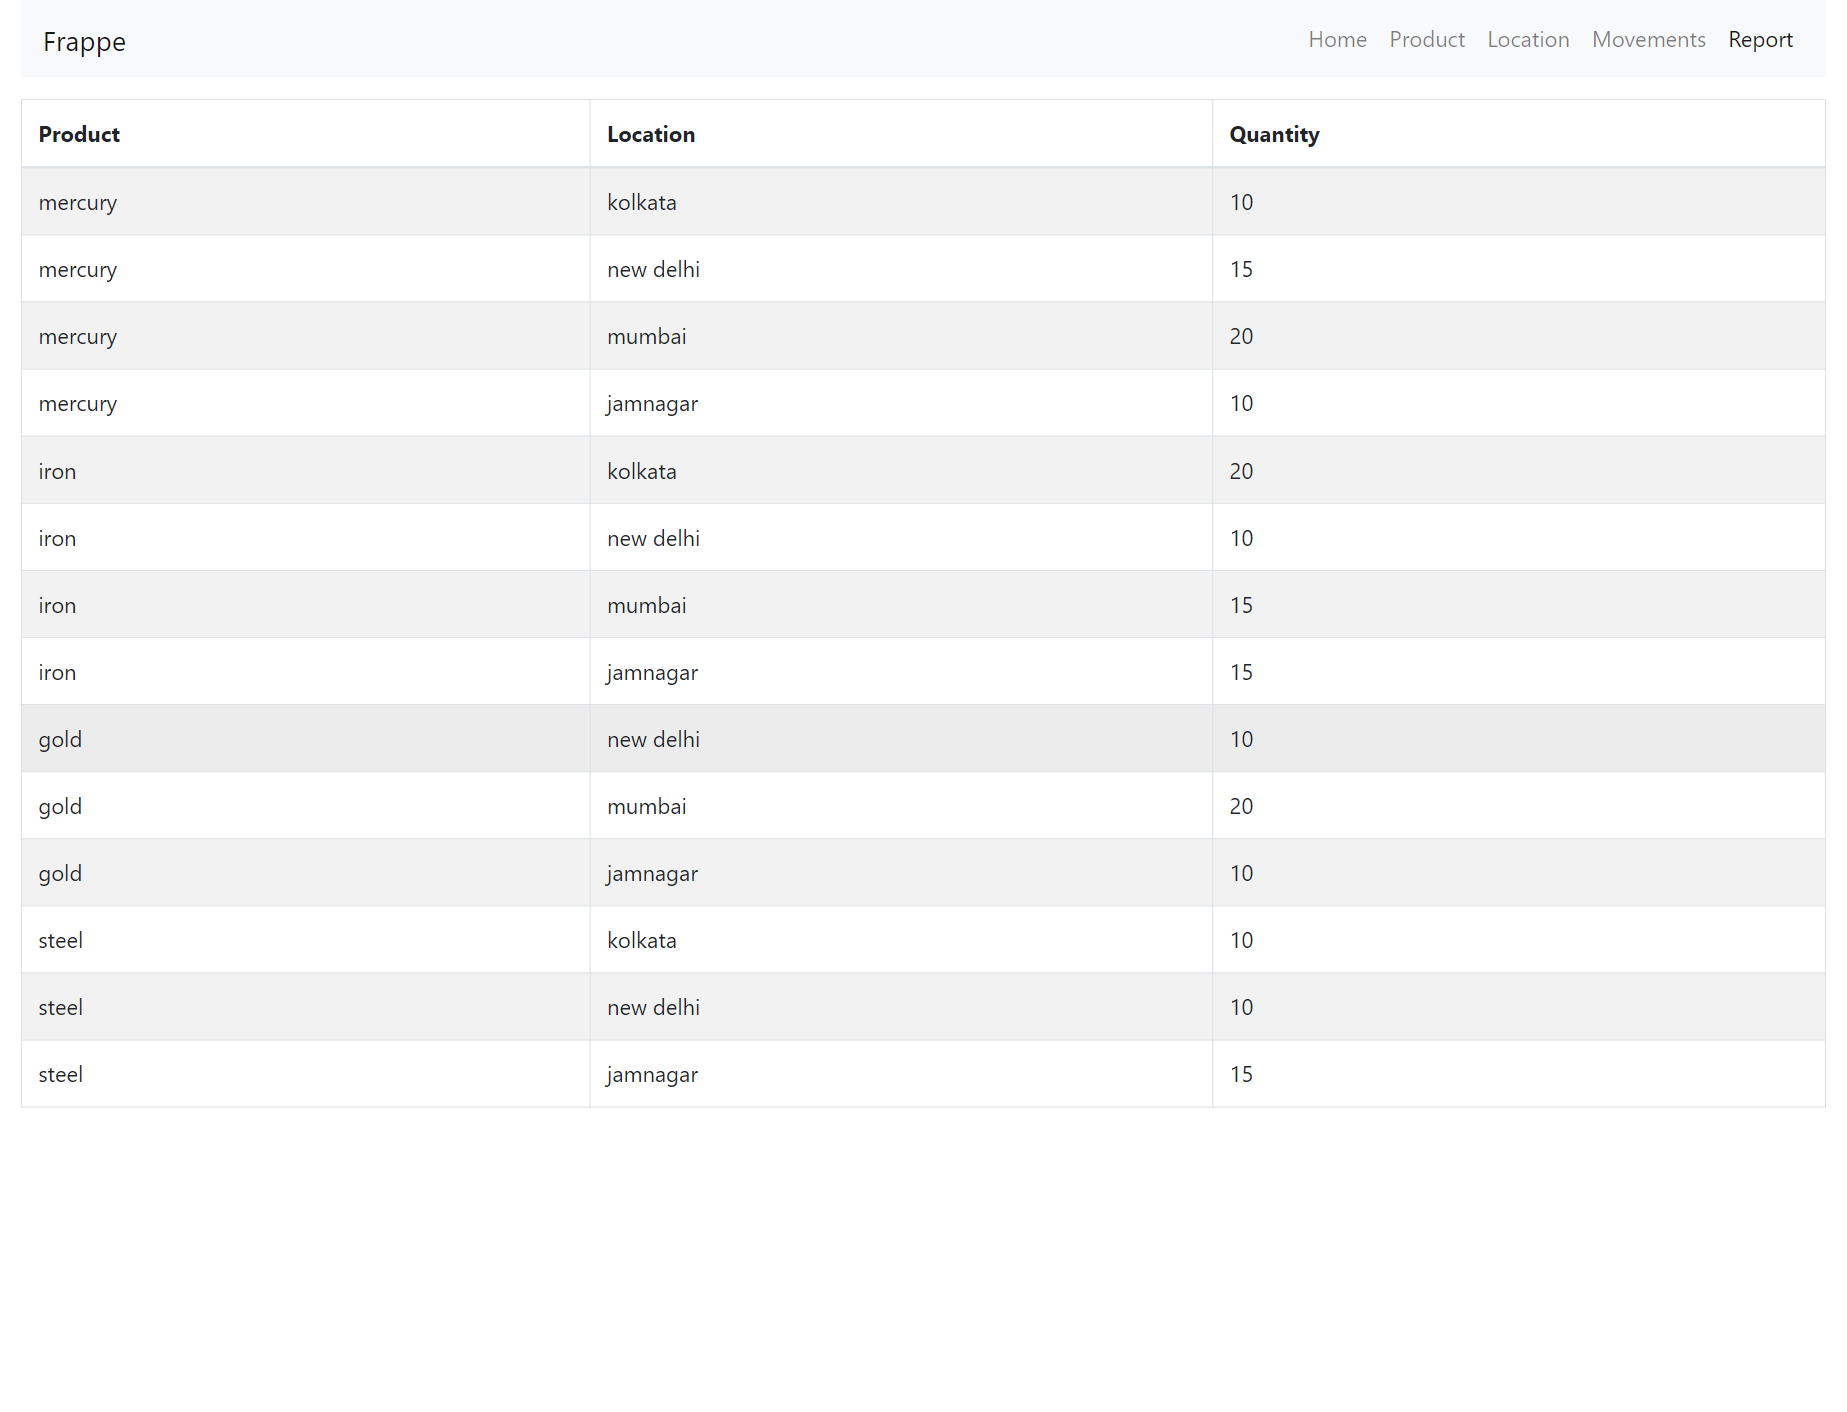 Frappe Home Product Location Movements Report
Product Location Quantity
mercury kolkata 10
mercury new delhi 15
mercury mumbai 20
mercury jamnagar 10
iron kolkata 20
iron new delhi 10
iron mumbai 15
iron jamnagar 15
gold new delhi 10
gold mumbai 20
gold jamnagar 10
steel kolkata 10
steel new delhi 10
steel jamnagar 15